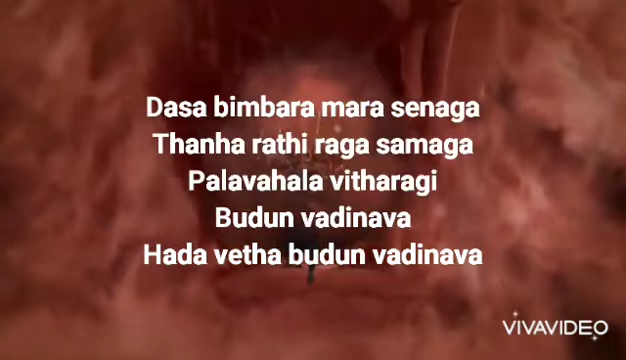 Dasa bimbara mara senaga
Thanha rathi raga samaga
Palavahala vitharagi
Budun vadinava
Hada vetha budun vadinava
VIVAVIDEO